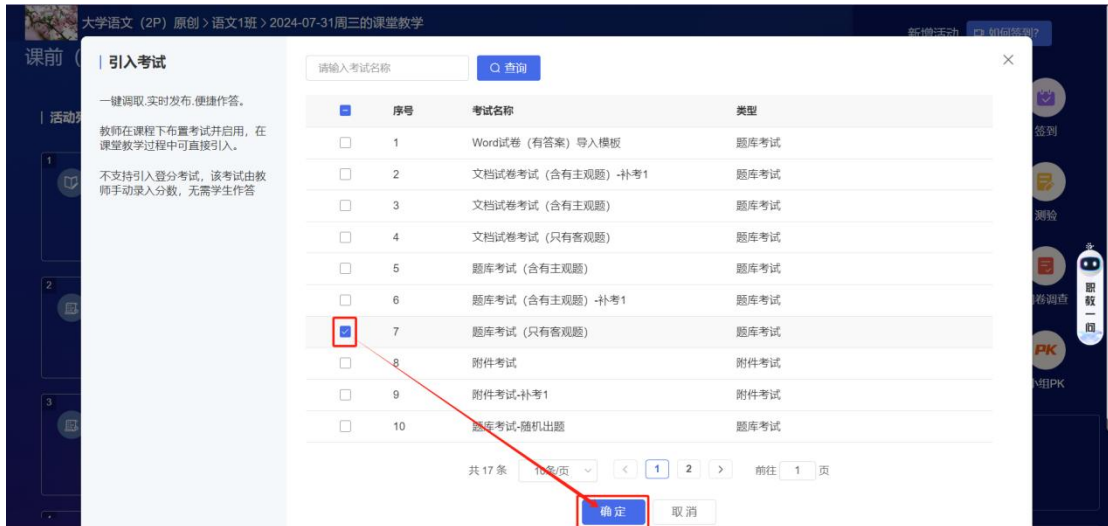 大学语文（2P）原创 > 语文1班 > 2024-07-31周三的课堂教学
新增活动 如何签到?
课前（
引入考试
请输入考试名称 查询
一键调取.实时发布.便捷作答。
教师在课程下布置考试并启用，在
课堂教学过程中可直接引入。
不支持引入登分考试，该考试由教
师手动录入分数，无需学生作答
序号 考试名称 类型
1 Word试卷（有答案）导入模板 题库考试
2 文档试卷考试（含有主观题）-补考1 题库考试
3 文档试卷考试（含有主观题） 题库考试
4 文档试卷考试（只有客观题) 题库考试
5 题库考试（含有主观题） 题库考试
6 题库考试（含有主观题）-补考1 题库考试
7 题库考试（只有客观题） 题库考试
8 附件考试 附件考试
9 附件考试-补考1 附件考试
10 题库考试-随机出题 题库考试
共 17 条 10条/页 1 2 前往 1 页
确定 取消
活动
1
2
3
签到
测验
卷调查
PK
小组PK
职教一问